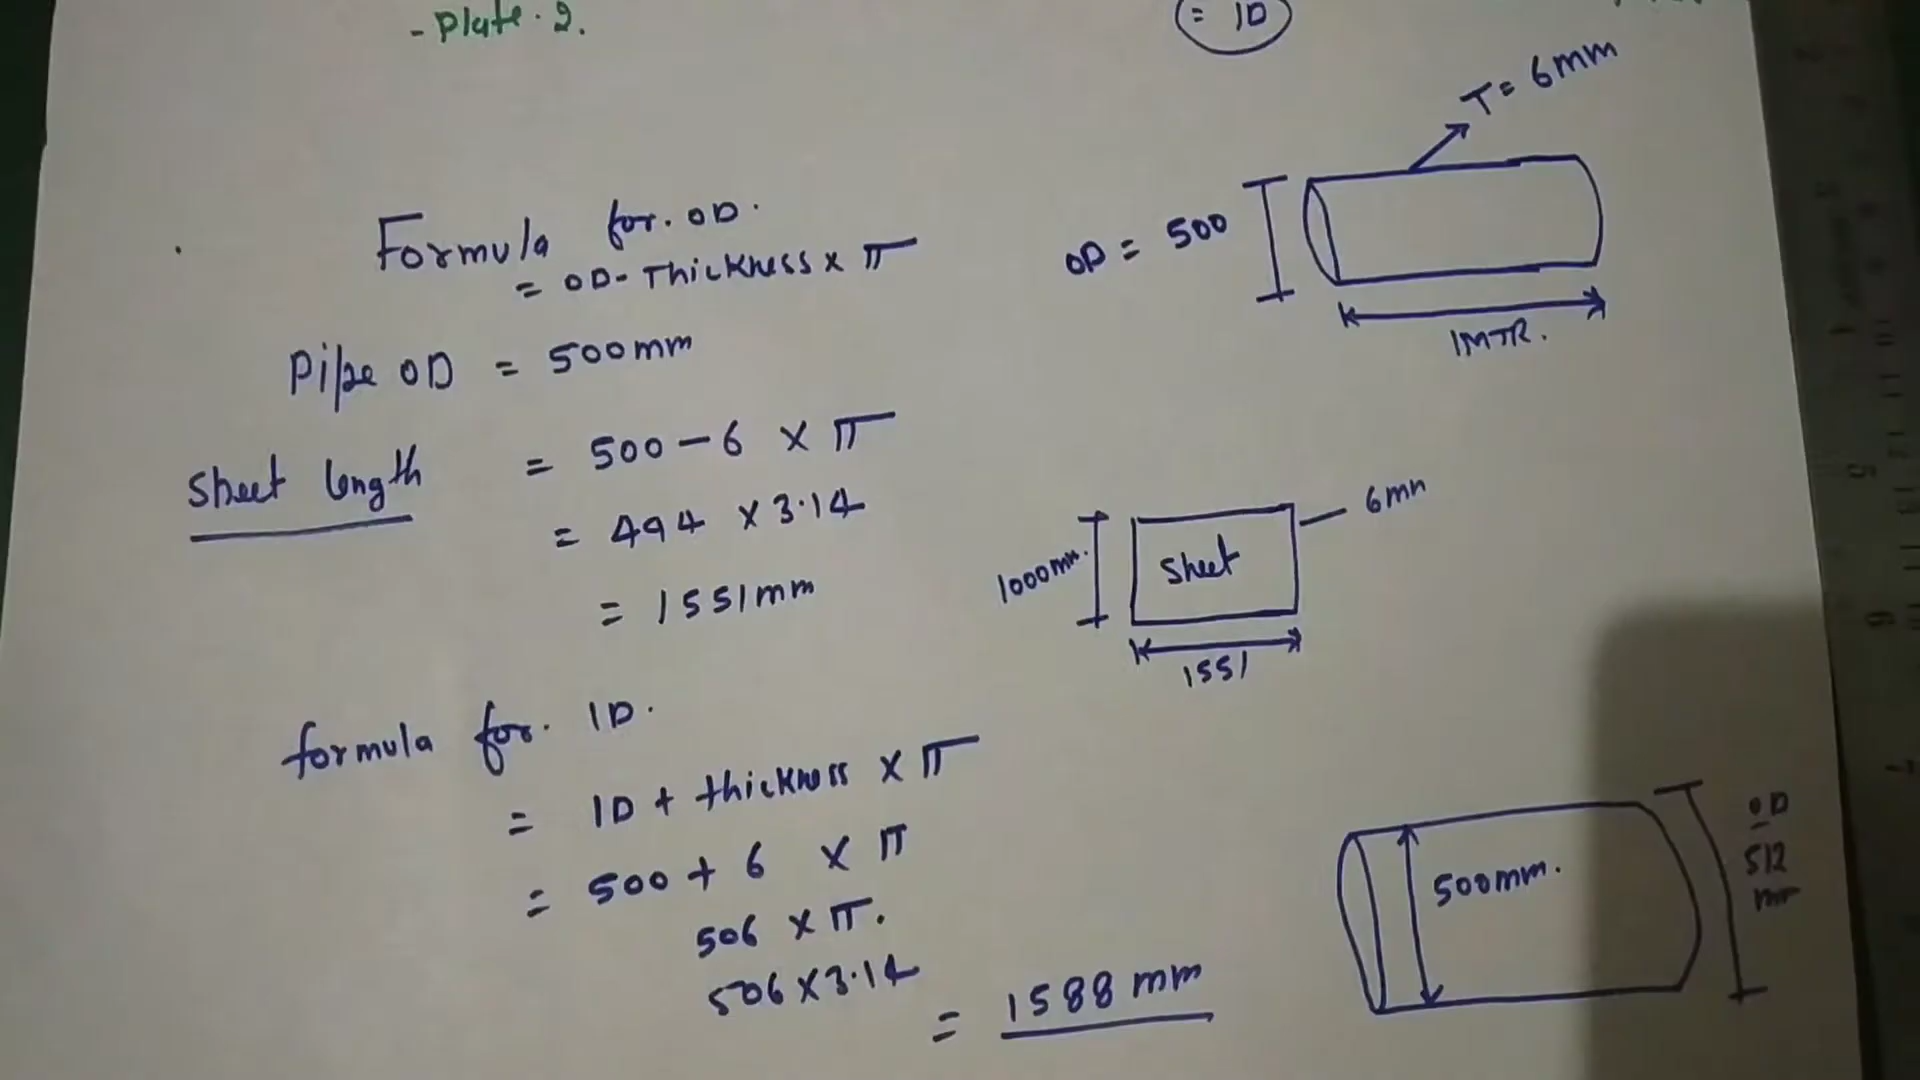 - Plate. 2.
= ID
T = 6mm
Formula for. OD.
= OD - Thickness x π
OD = 500
1MTR.
Pipe OD = 500mm
Sheet length = 500 - 6 x π
= 494 x 3.14
= 1551mm
6mm
1000mm.
Sheet
1551
formula for. ID.
= ID + thickness x π
= 500 + 6 x π
506 x π.
506 x 3.14
= 1588 mm
500mm.
OD
512
mm